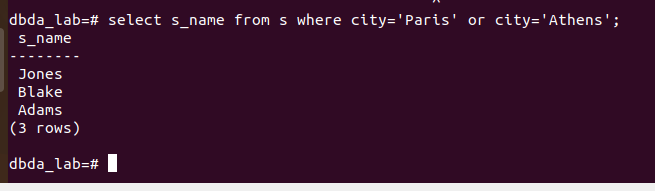 dbda_lab=# select s_name from s where city='Paris' or city='Athens';
 s_name
--------
 Jones
 Blake
 Adams
(3 rows)

dbda_lab=#